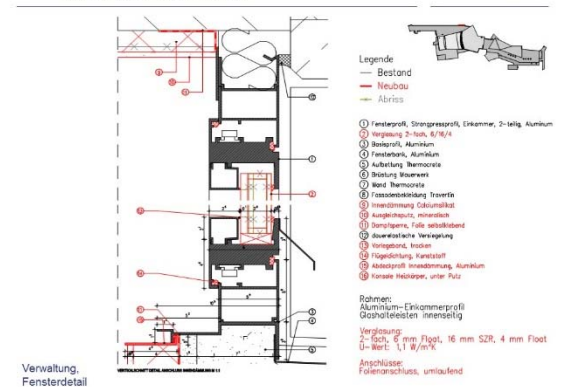 Legende
Bestand
Neubau
Abriss
① Fensterprofil, Strangpressprofil, Einkammer, 2-teilig, Aluminum
② Verglasung 2-fach, 6/16/4
③ Basisprofil, Aluminium
④ Fensterbank, Aluminium
⑤ Aufbettung Thermocrete
⑥ Brüstung Mauerwerk
⑦ Wand Thermocrete
⑧ Fassadenbekleidung Travertin
⑨ Innendämmung Calciumsilikat
⑩ Ausgleichsputz, mineralisch
⑪ Dampfsperre, Folie selbstklebend
⑫ dauerelastische Versiegelung
⑬ Vorlegeband, trocken
⑭ Flügeldichtung, Kunststoff
⑮ Abdeckprofil Innendämmung, Aluminium
⑯ Konsole Heizkörper, unter Putz
Rahmen:
Aluminium-Einkammerprofil
Glashalteleisten innenseitig
Verglasung:
2-fach, 6 mm Float, 16 mm SZR, 4 mm Float
U-Wert: 1,1 W/m²K
Anschlüsse:
Folienanschluss, umlaufend
Verwaltung,
Fensterdetail